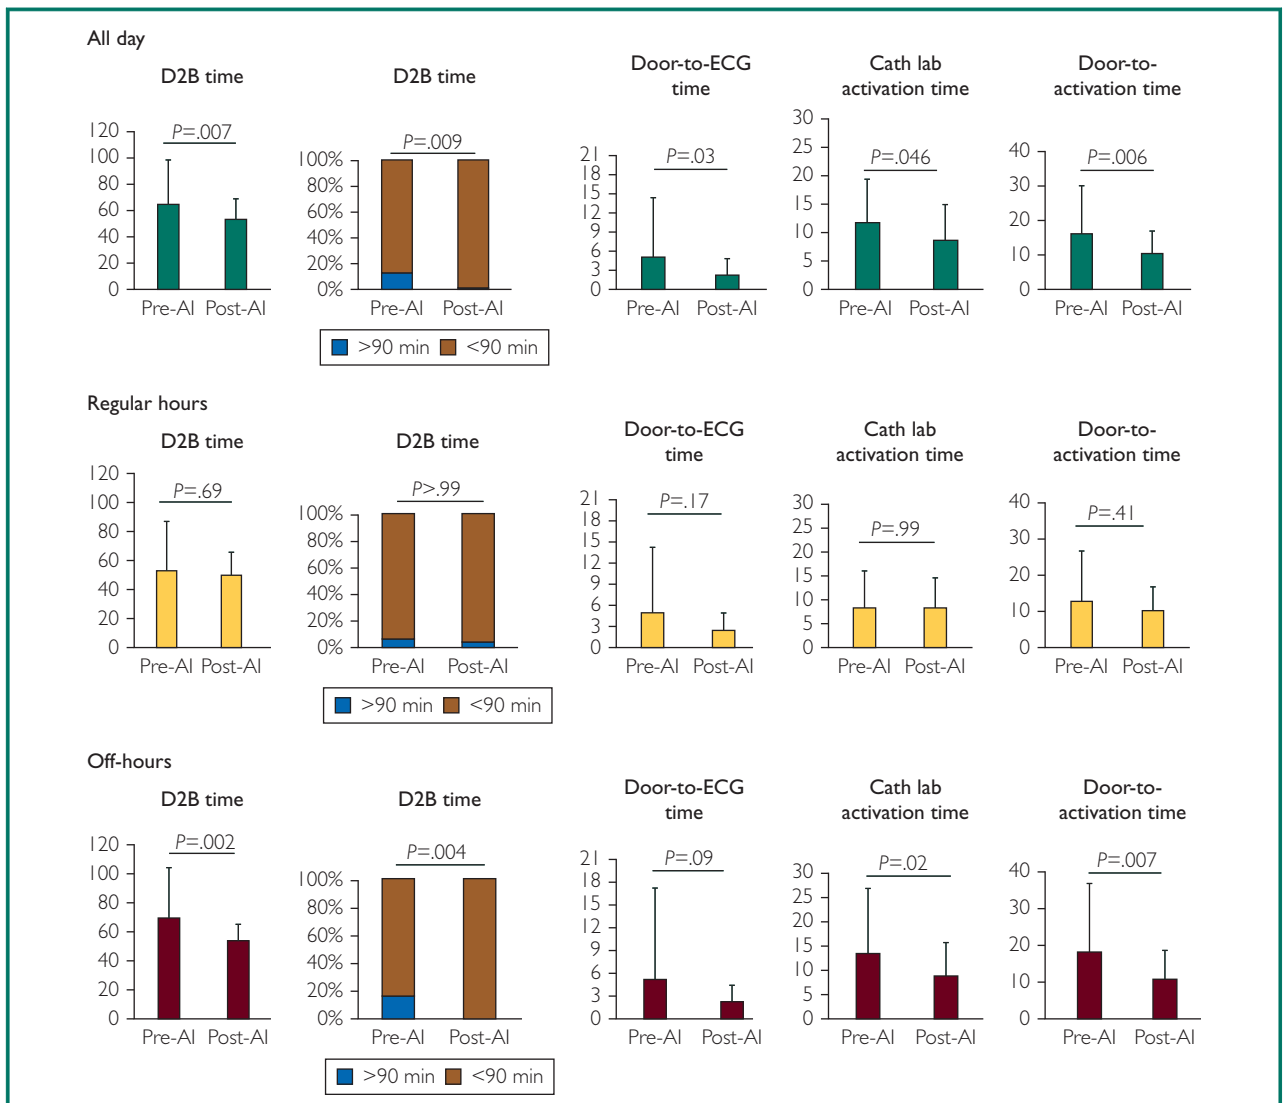 All day
D2B time
120
100
80
60
40
20
0
P=.007
Pre-AI Post-AI
D2B time
100%
80%
60%
40%
20%
0%
P=.009
Pre-AI Post-AI
>90 min <90 min
Door-to-ECG
time
21
18
15
12
9
6
3
0
P=.03
Pre-AI Post-AI
Cath lab
activation time
30
25
20
15
10
5
0
P=.046
Pre-AI Post-AI
Door-to-
activation time
40
30
20
10
0
P=.006
Pre-AI Post-AI
Regular hours
D2B time
120
100
80
60
40
20
0
P=.69
Pre-AI Post-AI
D2B time
100%
80%
60%
40%
20%
0%
P>.99
Pre-AI Post-AI
>90 min <90 min
Door-to-ECG
time
21
18
15
12
9
6
3
0
P=.17
Pre-AI Post-AI
Cath lab
activation time
30
25
20
15
10
5
0
P=.99
Pre-AI Post-AI
Door-to-
activation time
40
30
20
10
0
P=.41
Pre-AI Post-AI
Off-hours
D2B time
120
100
80
60
40
20
0
P=.002
Pre-AI Post-AI
D2B time
100%
80%
60%
40%
20%
0%
P=.004
Pre-AI Post-AI
>90 min <90 min
Door-to-ECG
time
21
18
15
12
9
6
3
0
P=.09
Pre-AI Post-AI
Cath lab
activation time
30
25
20
15
10
5
0
P=.02
Pre-AI Post-AI
Door-to-
activation time
40
30
20
10
0
P=.007
Pre-AI Post-AI